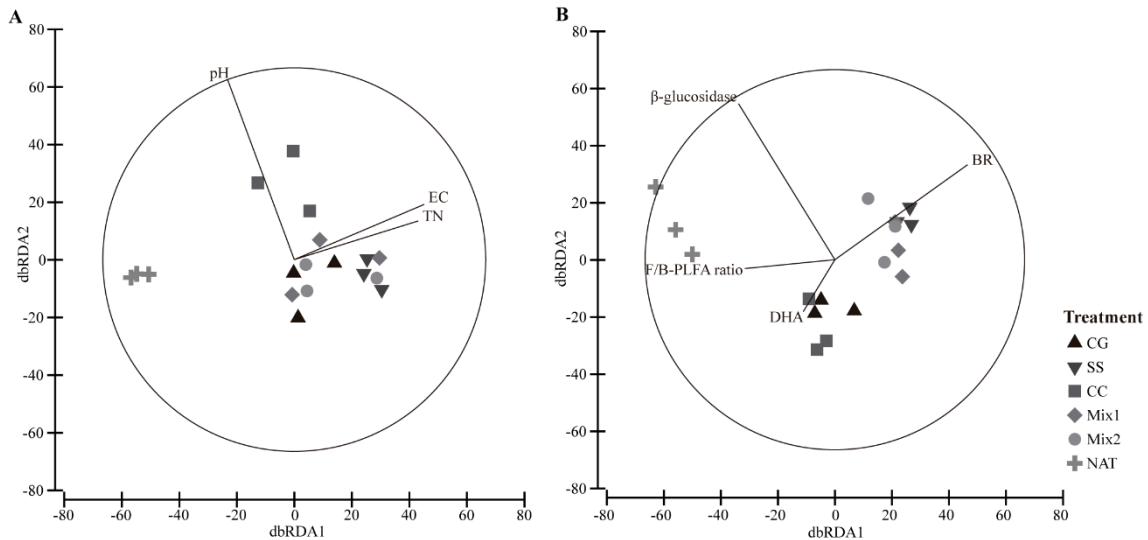 A
80
60
40
20
0
-20
-40
-60
-80
dbRDA2
pH
EC
TN
-80 -60 -40 -20 0 20 40 60 80
dbRDA1
B
80
60
40
20
0
-20
-40
-60
-80
dbRDA2
β-glucosidase
BR
F/B-PLFA ratio
DHA
-80 -60 -40 -20 0 20 40 60 80
dbRDA1
Treatment
CG
SS
CC
Mix1
Mix2
NAT